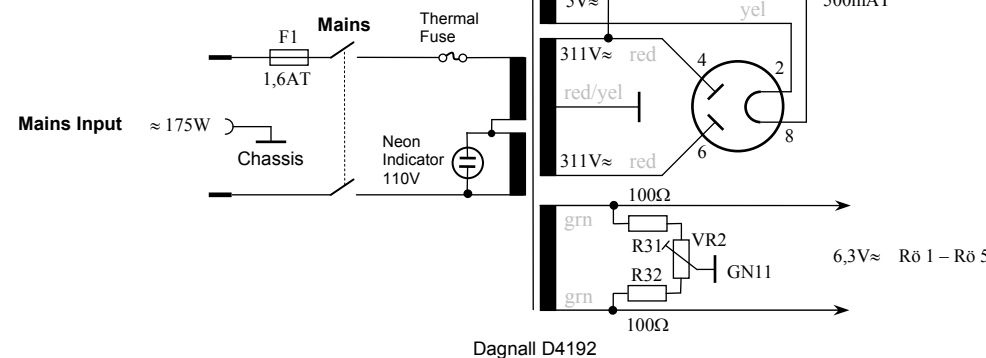 5V≈
yel
500mAT
Mains
Thermal
Fuse
F1
1,6AT
311V≈ red
4
2
red/yel
Mains Input ≈ 175W
Chassis
Neon
Indicator
110V
311V≈ red
6
8
100Ω
grn
R31
VR2
6,3V≈ Rö 1 – Rö 5
GN11
R32
grn
100Ω
Dagnall D4192